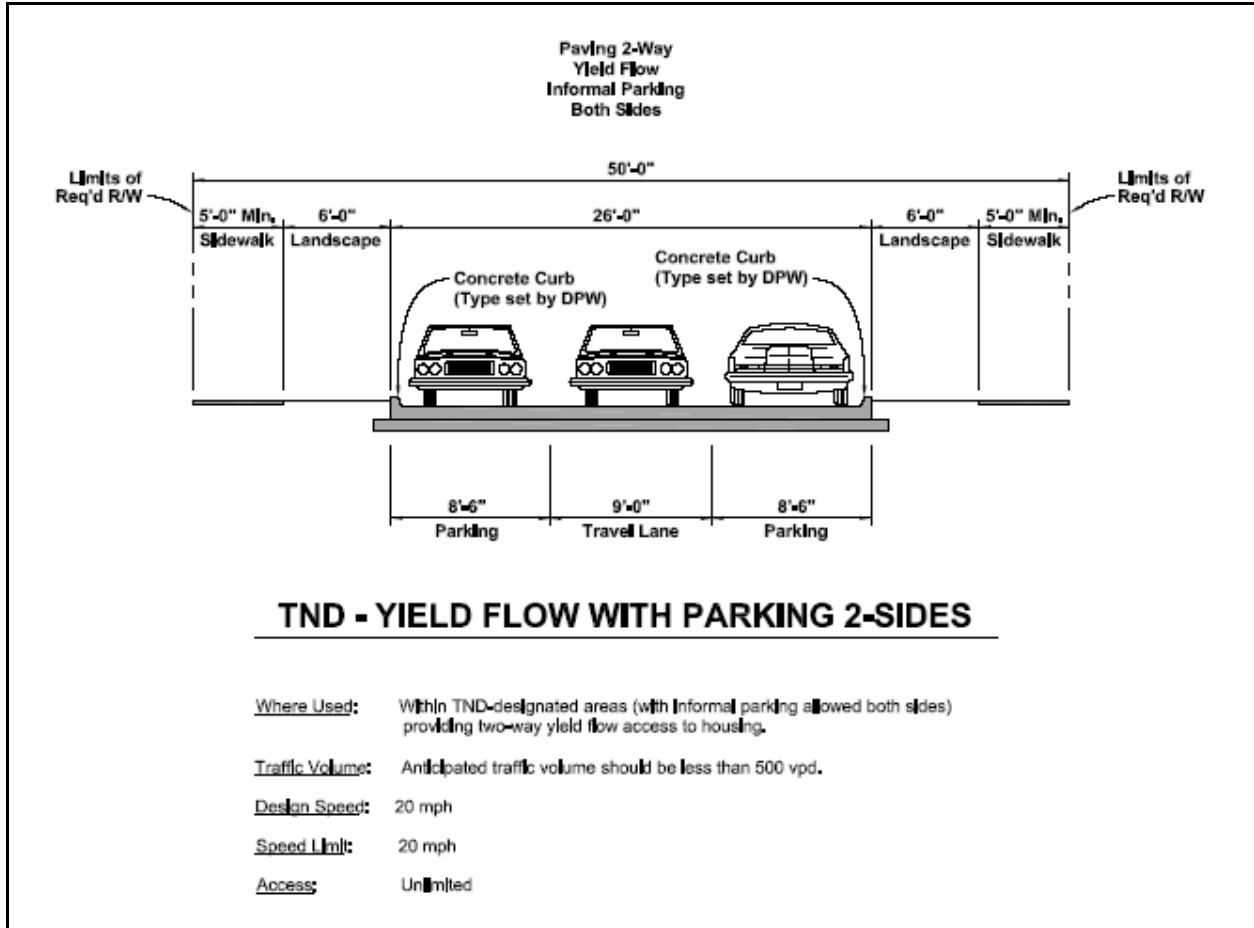 Paving 2-Way
Yield Flow
Informal Parking
Both Sides
50'-0"
Limits of
Req'd R/W
Limits of
Req'd R/W
5'-0" Min.
6'-0"
26'-0"
6'-0"
5'-0" Min.
Sidewalk
Landscape
Landscape
Sidewalk
Concrete Curb
(Type set by DPW)
Concrete Curb
(Type set by DPW)
8'-6"
9'-0"
8'-6"
Parking
Travel Lane
Parking
TND - YIELD FLOW WITH PARKING 2-SIDES
Where Used: Within TND-designated areas (with informal parking allowed both sides)
providing two-way yield flow access to housing.
Traffic Volume: Anticipated traffic volume should be less than 500 vpd.
Design Speed: 20 mph
Speed Limit: 20 mph
Access: Unlimited